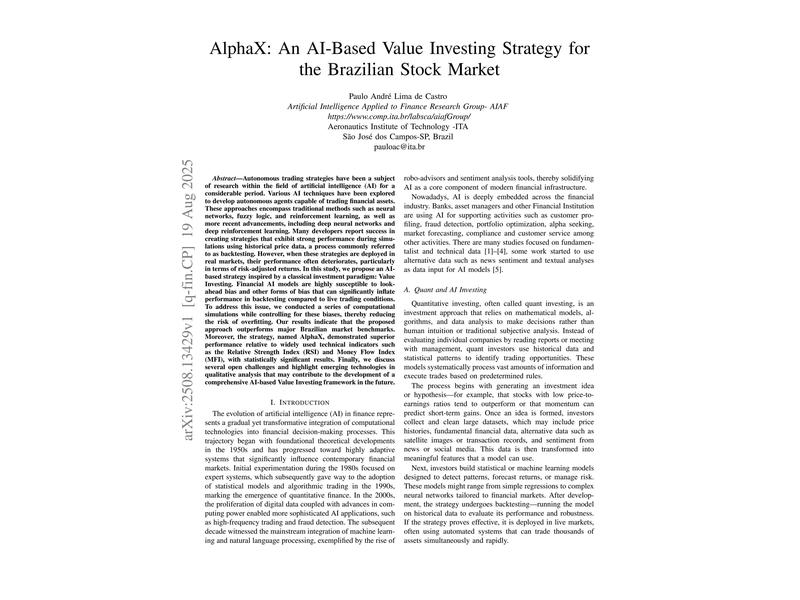 AlphaX: An AI-Based Value Investing Strategy for
the Brazilian Stock Market
Paulo André Lima de Castro
Artificial Intelligence Applied to Finance Research Group- AIAF
https://www.comp.ita.br/labsca/aiafGroup/
Aeronautics Institute of Technology -ITA
São José dos Campos-SP, Brazil
pauloac@ita.br
arXiv:2508.13429v1 [q-fin.CP] 19 Aug 2025
Abstract—Autonomous trading strategies have been a subject
of research within the field of artificial intelligence (AI) for a
considerable period. Various AI techniques have been explored
to develop autonomous agents capable of trading financial assets.
These approaches encompass traditional methods such as neural
networks, fuzzy logic, and reinforcement learning, as well as
more recent advancements, including deep neural networks and
deep reinforcement learning. Many developers report success in
creating strategies that exhibit strong performance during simu-
lations using historical price data, a process commonly referred
to as backtesting. However, when these strategies are deployed in
real markets, their performance often deteriorates, particularly
in terms of risk-adjusted returns. In this study, we propose an AI-
based strategy inspired by a classical investment paradigm: Value
Investing. Financial AI models are highly susceptible to look-
ahead bias and other forms of bias that can significantly inflate
performance in backtesting compared to live trading conditions.
To address this issue, we conducted a series of computational
simulations while controlling for these biases, thereby reducing
the risk of overfitting. Our results indicate that the proposed
approach outperforms major Brazilian market benchmarks.
Moreover, the strategy, named AlphaX, demonstrated superior
performance relative to widely used technical indicators such
as the Relative Strength Index (RSI) and Money Flow Index
(MFI), with statistically significant results. Finally, we discuss
several open challenges and highlight emerging technologies in
qualitative analysis that may contribute to the development of a
comprehensive AI-based Value Investing framework in the future.
I. INTRODUCTION
The evolution of artificial intelligence (AI) in finance repre-
sents a gradual yet transformative integration of computational
technologies into financial decision-making processes. This
trajectory began with foundational theoretical developments
in the 1950s and has progressed toward highly adaptive
systems that significantly influence contemporary financial
markets. Initial experimentation during the 1980s focused on
expert systems, which subsequently gave way to the adoption
of statistical models and algorithmic trading in the 1990s,
marking the emergence of quantitative finance. In the 2000s,
the proliferation of digital data coupled with advances in com-
puting power enabled more sophisticated AI applications, such
as high-frequency trading and fraud detection. The subsequent
decade witnessed the mainstream integration of machine learn-
ing and natural language processing, exemplified by the rise of
robo-advisors and sentiment analysis tools, thereby solidifying
AI as a core component of modern financial infrastructure.
Nowadays, AI is deeply embedded across the financial
industry. Banks, asset managers and other Financial Institution
are using AI for supporting activities such as customer pro-
filing, fraud detection, portfolio optimization, alpha seeking,
market forecasting, compliance and customer service among
other activities. There are many studies focused on fundamen-
talist and technical data [1]–[4], some work started to use
alternative data such as news sentiment and textual analyses
as data input for AI models [5].
A. Quant and AI Investing
Quantitative investing, often called quant investing, is an
investment approach that relies on mathematical models, al-
gorithms, and data analysis to make decisions rather than
human intuition or traditional subjective analysis. Instead of
evaluating individual companies by reading reports or meeting
with management, quant investors use historical data and
statistical patterns to identify trading opportunities. These
models systematically process vast amounts of information and
execute trades based on predetermined rules.
The process begins with generating an investment idea
or hypothesis—for example, that stocks with low price-to-
earnings ratios tend to outperform or that momentum can
predict short-term gains. Once an idea is formed, investors
collect and clean large datasets, which may include price
histories, fundamental financial data, alternative data such as
satellite images or transaction records, and sentiment from
news or social media. This data is then transformed into
meaningful features that a model can use.
Next, investors build statistical or machine learning models
designed to detect patterns, forecast returns, or manage risk.
These models might range from simple regressions to complex
neural networks tailored to financial markets. After develop-
ment, the strategy undergoes backtesting—running the model
on historical data to evaluate its performance and robustness.
If the strategy proves effective, it is deployed in live markets,
often using automated systems that can trade thousands of
assets simultaneously and rapidly.